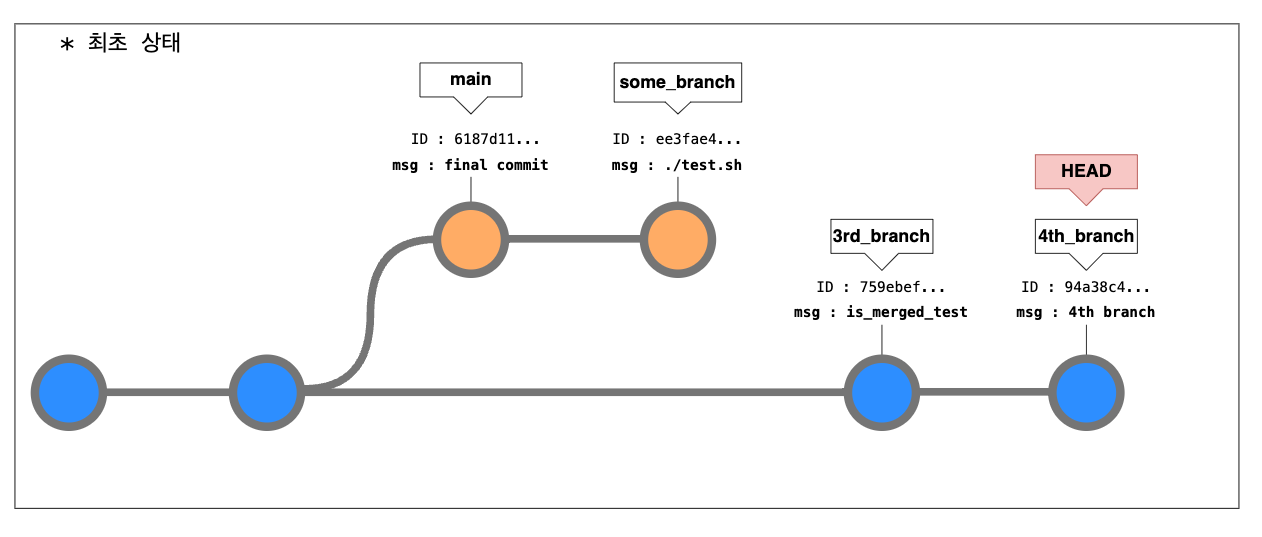 * 최초 상태
main
ID : 6187d11...
msg : final commit
some_branch
ID : ee3fae4...
msg : ./test.sh
3rd_branch
ID : 759ebef...
msg : is_merged_test
HEAD
4th_branch
ID : 94a38c4...
msg : 4th branch